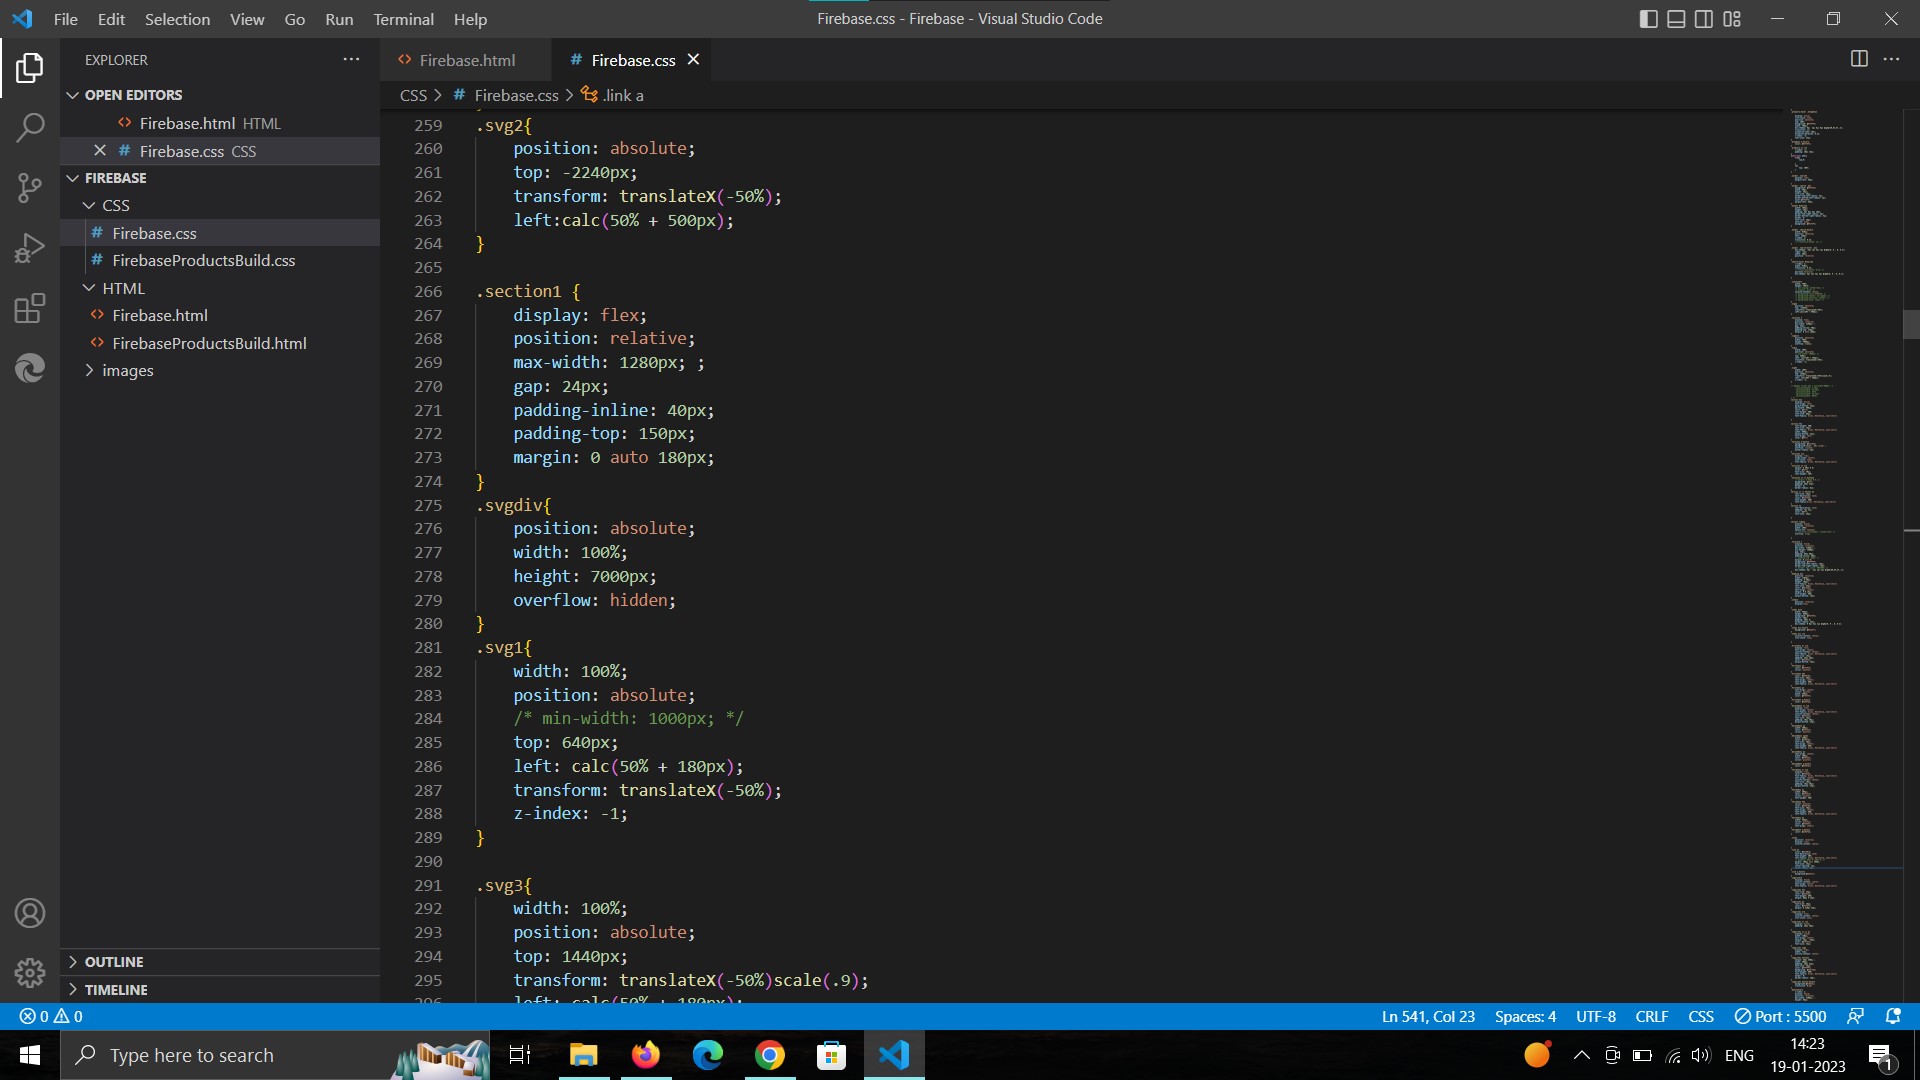 File Edit Selection View Go Run Terminal Help
Firebase.css - Firebase - Visual Studio Code
EXPLORER
OPEN EDITORS
Firebase.html HTML
Firebase.css CSS
FIREBASE
CSS
Firebase.css
FirebaseProductsBuild.css
HTML
Firebase.html
FirebaseProductsBuild.html
images
OUTLINE
TIMELINE
Firebase.html
Firebase.css
CSS > Firebase.css > .link a
259 .svg2{
260 position: absolute;
261 top: -2240px;
262 transform: translateX(-50%);
263 left:calc(50% + 500px);
264 }
265
266 .section1 {
267 display: flex;
268 position: relative;
269 max-width: 1280px; ;
270 gap: 24px;
271 padding-inline: 40px;
272 padding-top: 150px;
273 margin: 0 auto 180px;
274 }
275 .svgdiv{
276 position: absolute;
277 width: 100%;
278 height: 7000px;
279 overflow: hidden;
280 }
281 .svg1{
282 width: 100%;
283 position: absolute;
284 /* min-width: 1000px; */
285 top: 640px;
286 left: calc(50% + 180px);
287 transform: translateX(-50%);
288 z-index: -1;
289 }
290
291 .svg3{
292 width: 100%;
293 position: absolute;
294 top: 1440px;
295 transform: translateX(-50%)scale(.9);
296 left: calc(50% + 180px);
0 0
Ln 541, Col 23 Spaces: 4 UTF-8 CRLF CSS Port : 5500
Type here to search
ENG
14:23
19-01-2023
1